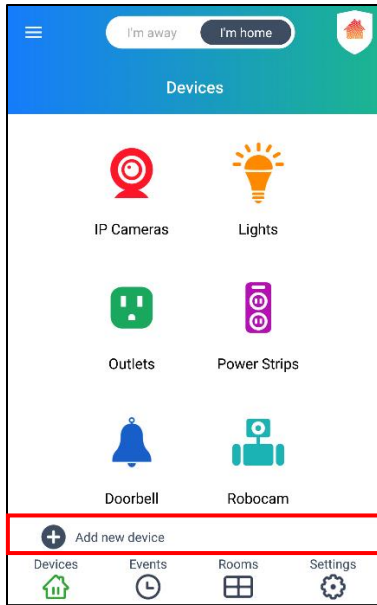 I'm away I'm home
Devices
IP Cameras Lights
Outlets Power Strips
Doorbell Robocam
Add new device
Devices Events Rooms Settings